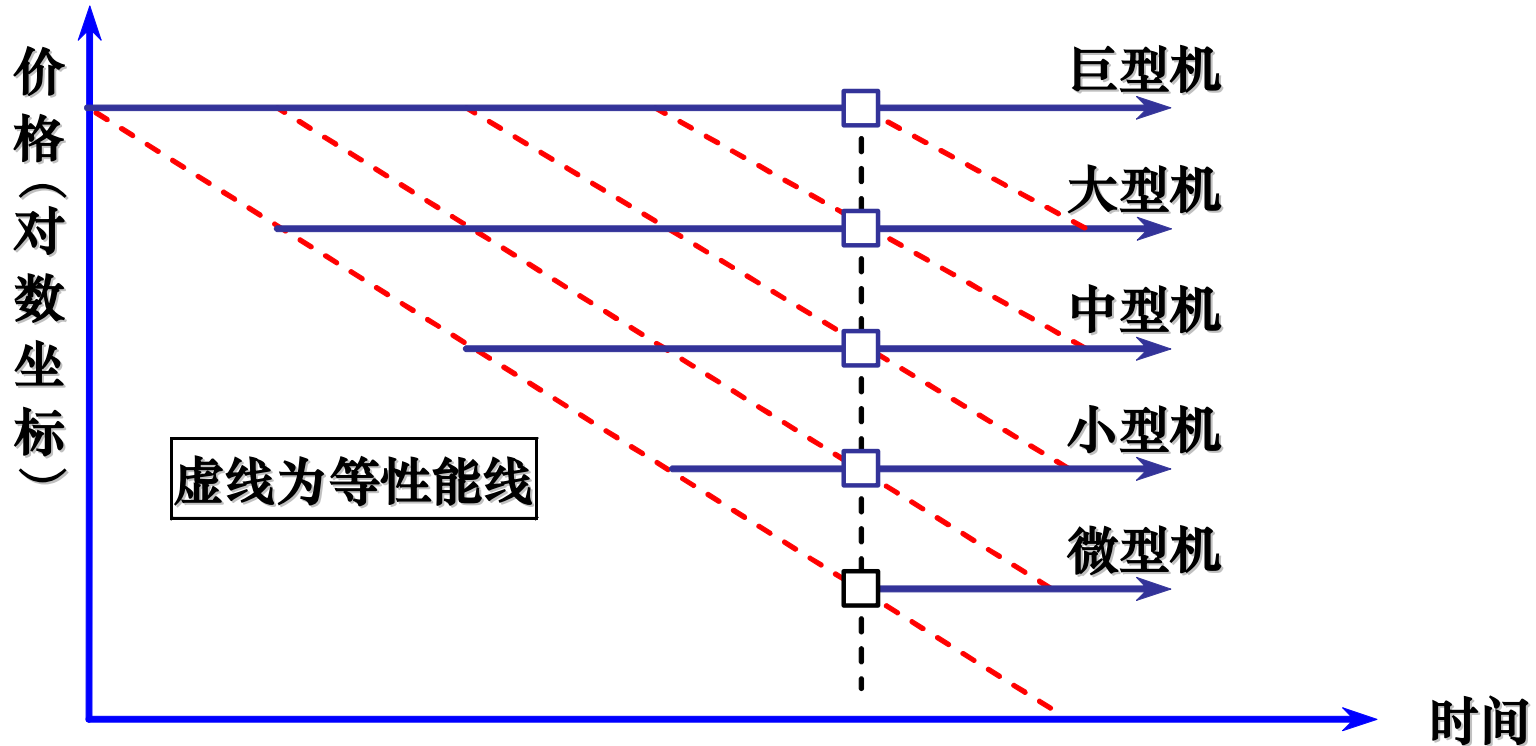 价格（对数坐标）
巨型机
大型机
中型机
小型机
微型机
虚线为等性能线
时间